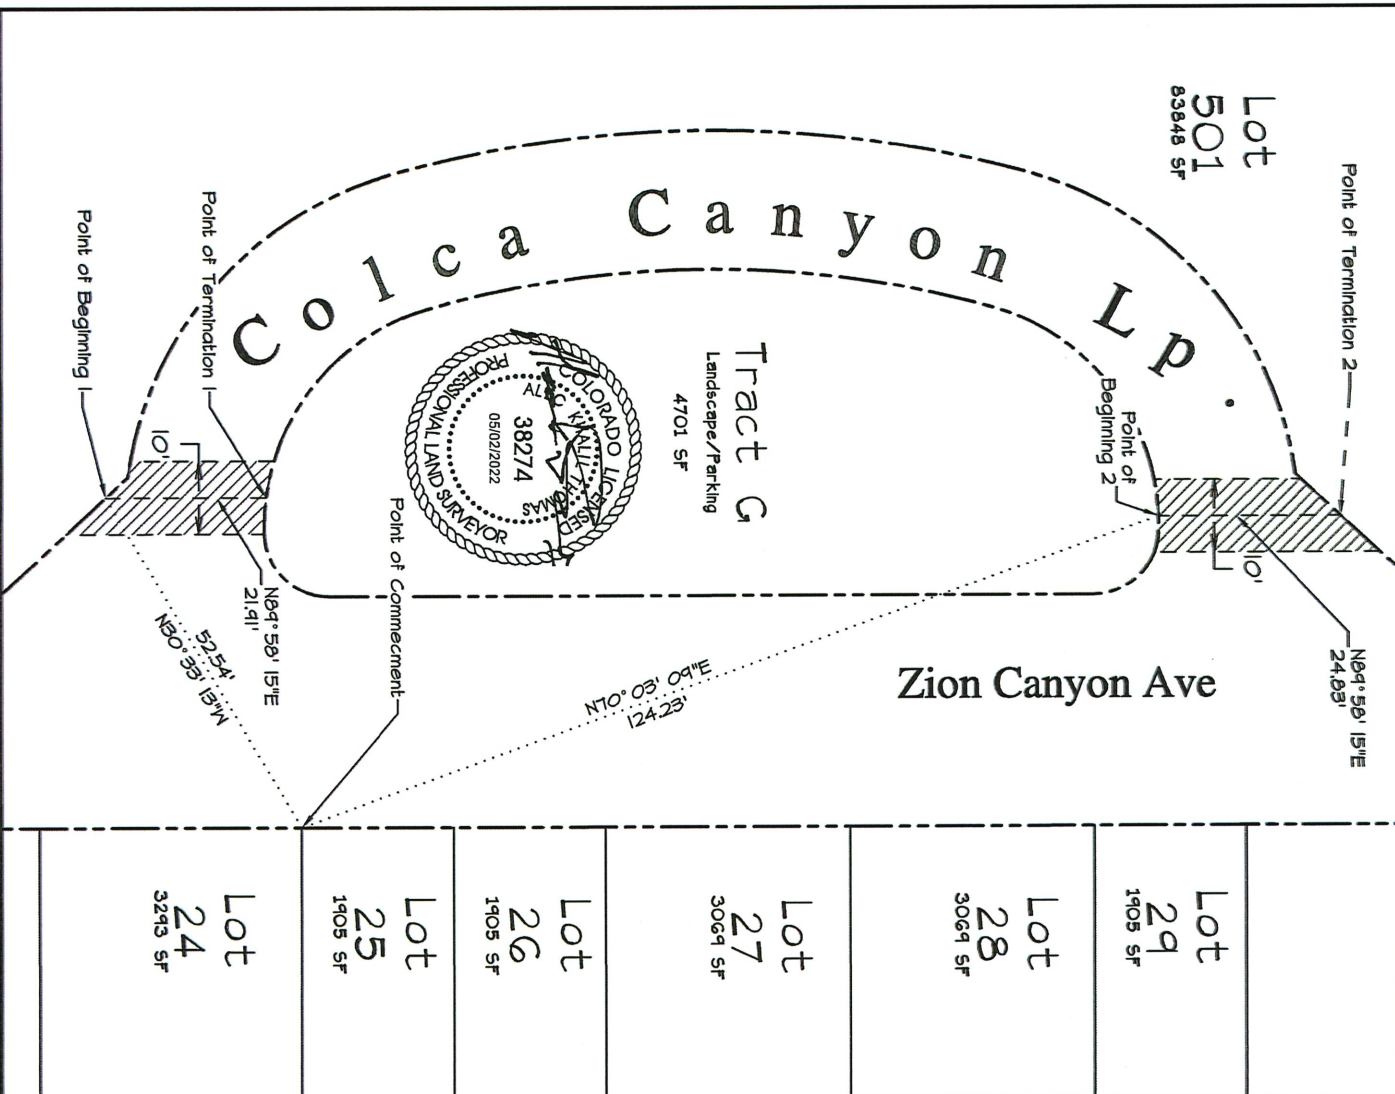 Lot
501
83848 SF
Point of Termination 2
Colca Canyon Lp.
Point of Termination 1
Point of Beginning 1
Tract G
Landscape/Parking
4701 SF
Point of
Beginning 2
10'
10'
COLORADO LICENSED
ALEC KHALIL THOMAS
38274
05/02/2022
PROFESSIONAL LAND SURVEYOR
Point of Commecment
N89°58'15"E
21.91'
N89°58'15"E
24.83'
52.54'
N30°33'13"W
N70°03'09"E
124.23'
Zion Canyon Ave
Lot
24
3293 SF
Lot
25
1905 SF
Lot
26
1905 SF
Lot
27
3069 SF
Lot
28
3069 SF
Lot
29
1905 SF